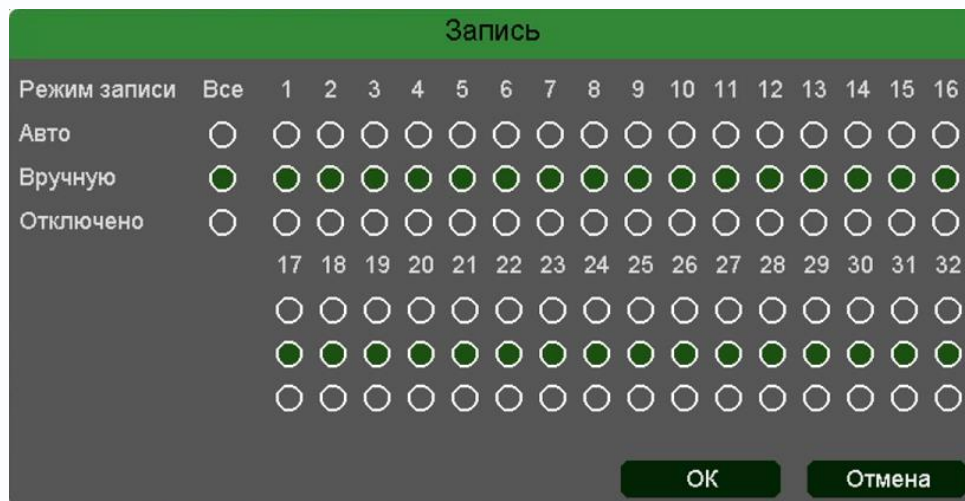 Запись
Режим записи Все 1 2 3 4 5 6 7 8 9 10 11 12 13 14 15 16
Авто
Вручную
Отключено
17 18 19 20 21 22 23 24 25 26 27 28 29 30 31 32
ОК Отмена